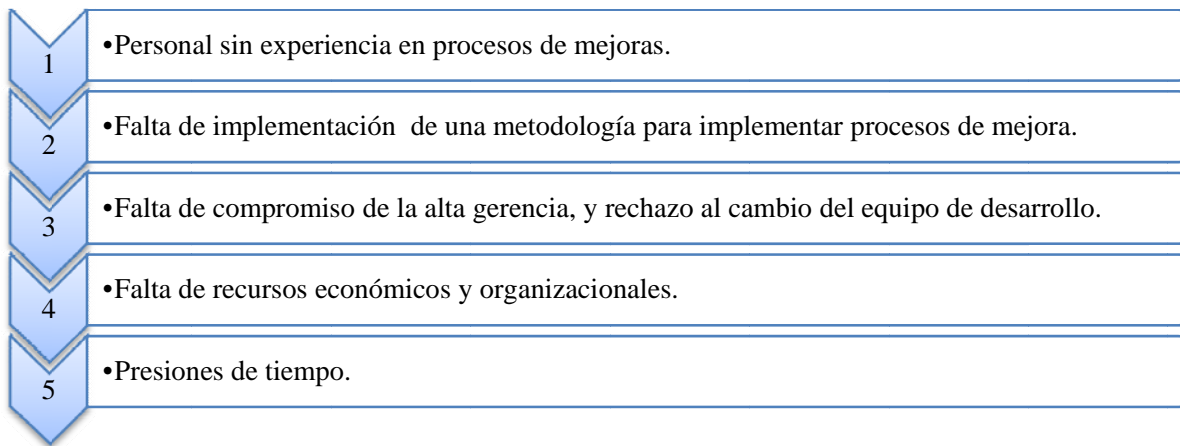 1 •Personal sin experiencia en procesos de mejoras.
2 •Falta de implementación de una metodología para implementar procesos de mejora.
3 •Falta de compromiso de la alta gerencia, y rechazo al cambio del equipo de desarrollo.
4 •Falta de recursos económicos y organizacionales.
5 •Presiones de tiempo.